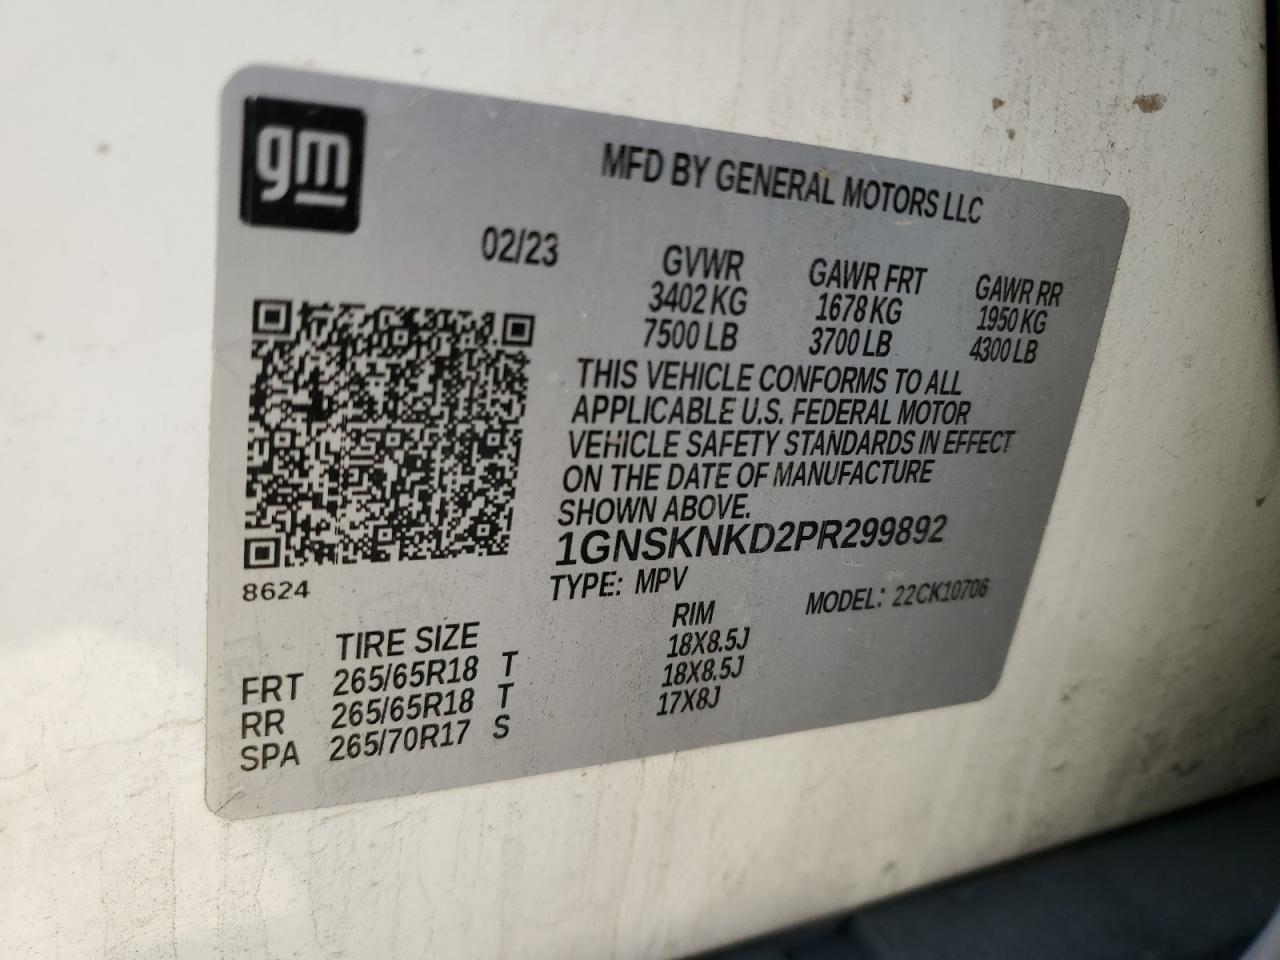 gm
MFD BY GENERAL MOTORS LLC
02/23
GVWR GAWR FRT GAWR RR
3402 KG 1678 KG 1950 KG
7500 LB 3700 LB 4300 LB
THIS VEHICLE CONFORMS TO ALL
APPLICABLE U.S. FEDERAL MOTOR
VEHICLE SAFETY STANDARDS IN EFFECT
ON THE DATE OF MANUFACTURE
SHOWN ABOVE.
1GNSKNKD2PR299892
8624
TYPE: MPV MODEL: 22CK10706
TIRE SIZE RIM
FRT 265/65R18 T 18X8.5J
RR 265/65R18 T 18X8.5J
SPA 265/70R17 S 17X8J